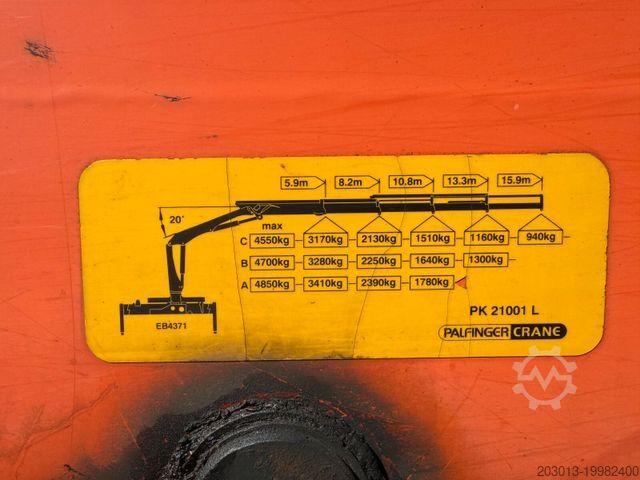 5.9m 8.2m 10.8m 13.3m 15.9m
20°
max
C 4550kg 3170kg 2130kg 1510kg 1160kg 940kg
B 4700kg 3280kg 2250kg 1640kg 1300kg
A 4850kg 3410kg 2390kg 1780kg
EB4371
PK 21001 L
PALFINGER CRANE
203013-19982400